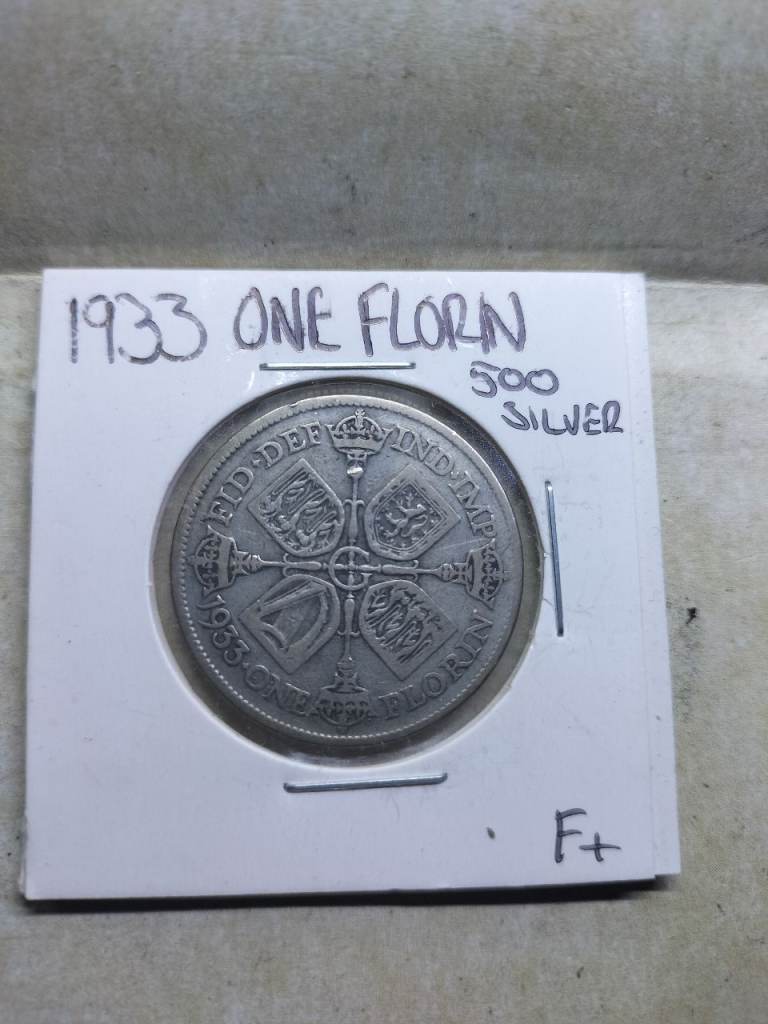 1933 ONE FLORIN
500
SILVER
FID·DEF IND·IMP
1933·ONE FLORIN
F+